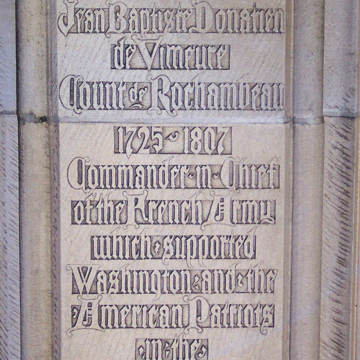 Jean Baptiste Donatien
de Vimeure
Count de Rochambeau
1725-1807
Commander-in-Chief
of the French Army
which supported
Washington and the
American Patriots
in the